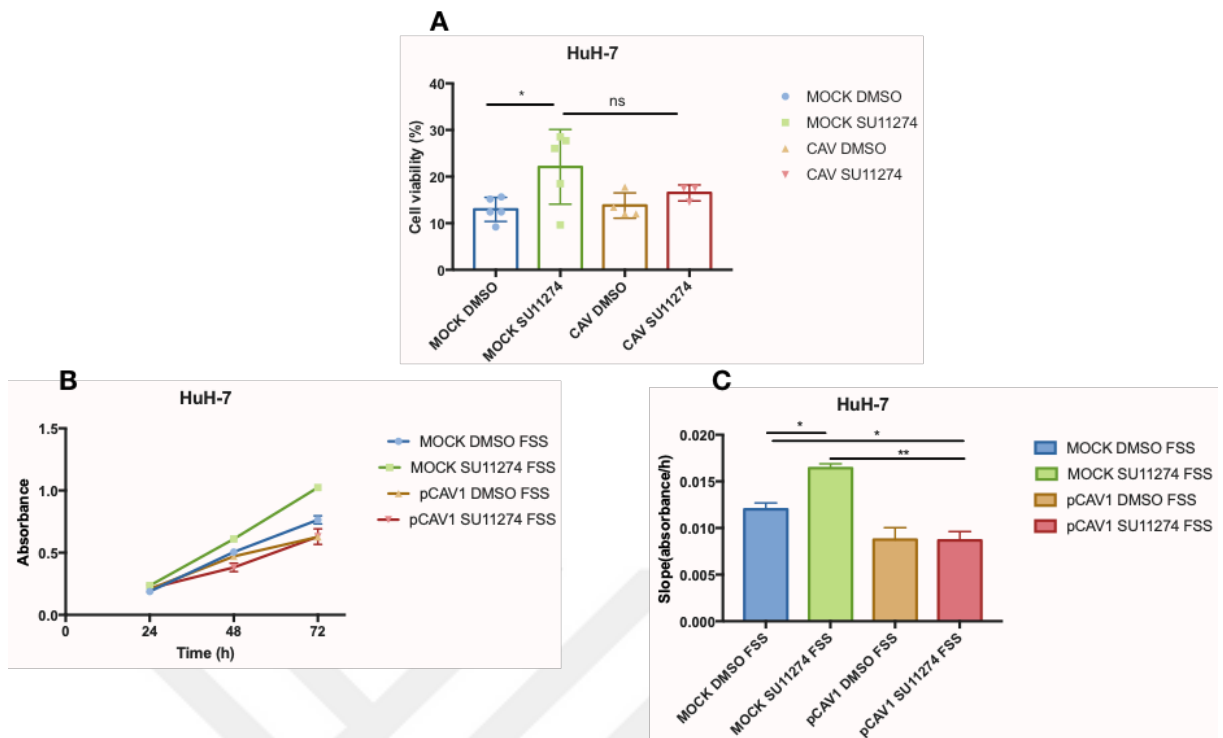 A
HuH-7
Cell viability (%)
40
30
20
10
0
*
ns
MOCK DMSO
MOCK SU11274
CAV DMSO
CAV SU11274
MOCK DMSO
MOCK SU11274
CAV DMSO
CAV SU11274
B
HuH-7
Absorbance
1.5
1.0
0.5
0.0
0
24
48
72
Time (h)
MOCK DMSO FSS
MOCK SU11274 FSS
pCAV1 DMSO FSS
pCAV1 SU11274 FSS
C
HuH-7
Slope(absorbance/h)
0.020
0.015
0.010
0.005
0.000
*
*
**
MOCK DMSO FSS
MOCK SU11274 FSS
pCAV1 DMSO FSS
pCAV1 SU11274 FSS
MOCK DMSO FSS
MOCK SU11274 FSS
pCAV1 DMSO FSS
pCAV1 SU11274 FSS